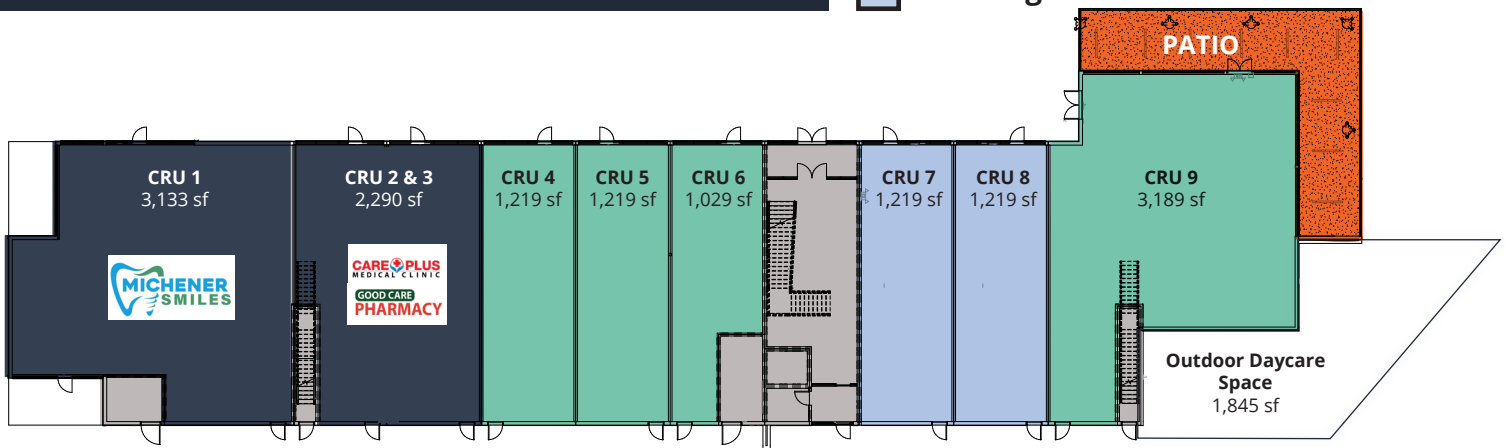 PATIO
CRU 1
3,133 sf
CRU 2 & 3
2,290 sf
CRU 4
1,219 sf
CRU 5
1,219 sf
CRU 6
1,029 sf
CRU 7
1,219 sf
CRU 8
1,219 sf
CRU 9
3,189 sf
MICHENER
SMILES
CARE PLUS
MEDICAL CLINIC
GOOD CARE
PHARMACY
Outdoor Daycare
Space
1,845 sf